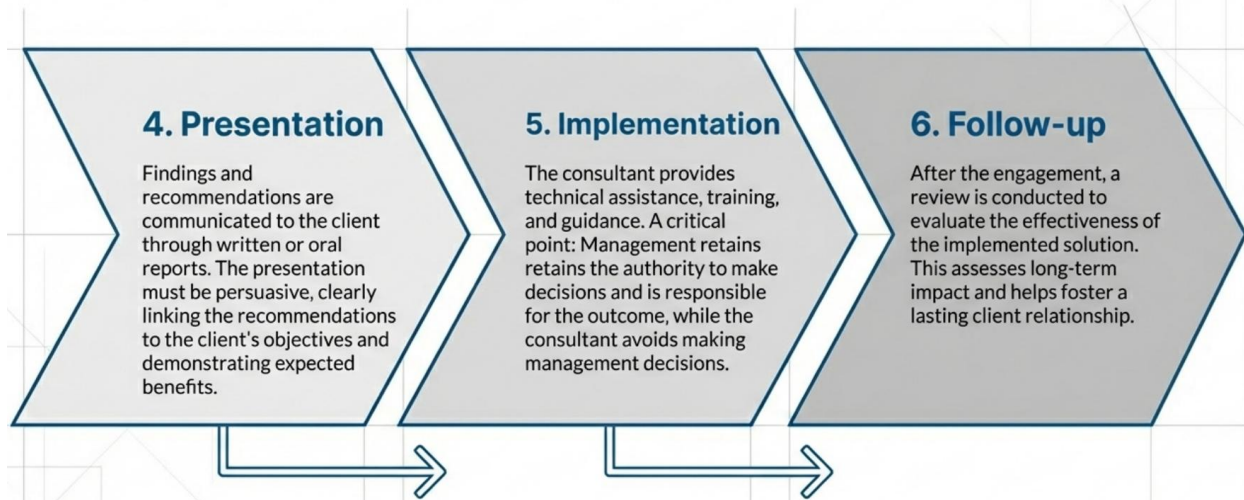 4. Presentation
Findings and
recommendations are
communicated to the client
through written or oral
reports. The presentation
must be persuasive, clearly
linking the recommendations
to the client's objectives and
demonstrating expected
benefits.
5. Implementation
The consultant provides
technical assistance, training,
and guidance. A critical
point: Management retains
retains the authority to make
decisions and is responsible
for the outcome, while the
consultant avoids making
management decisions.
6. Follow-up
After the engagement, a
review is conducted to
evaluate the effectiveness of
the implemented solution.
This assesses long-term
impact and helps foster a
lasting client relationship.